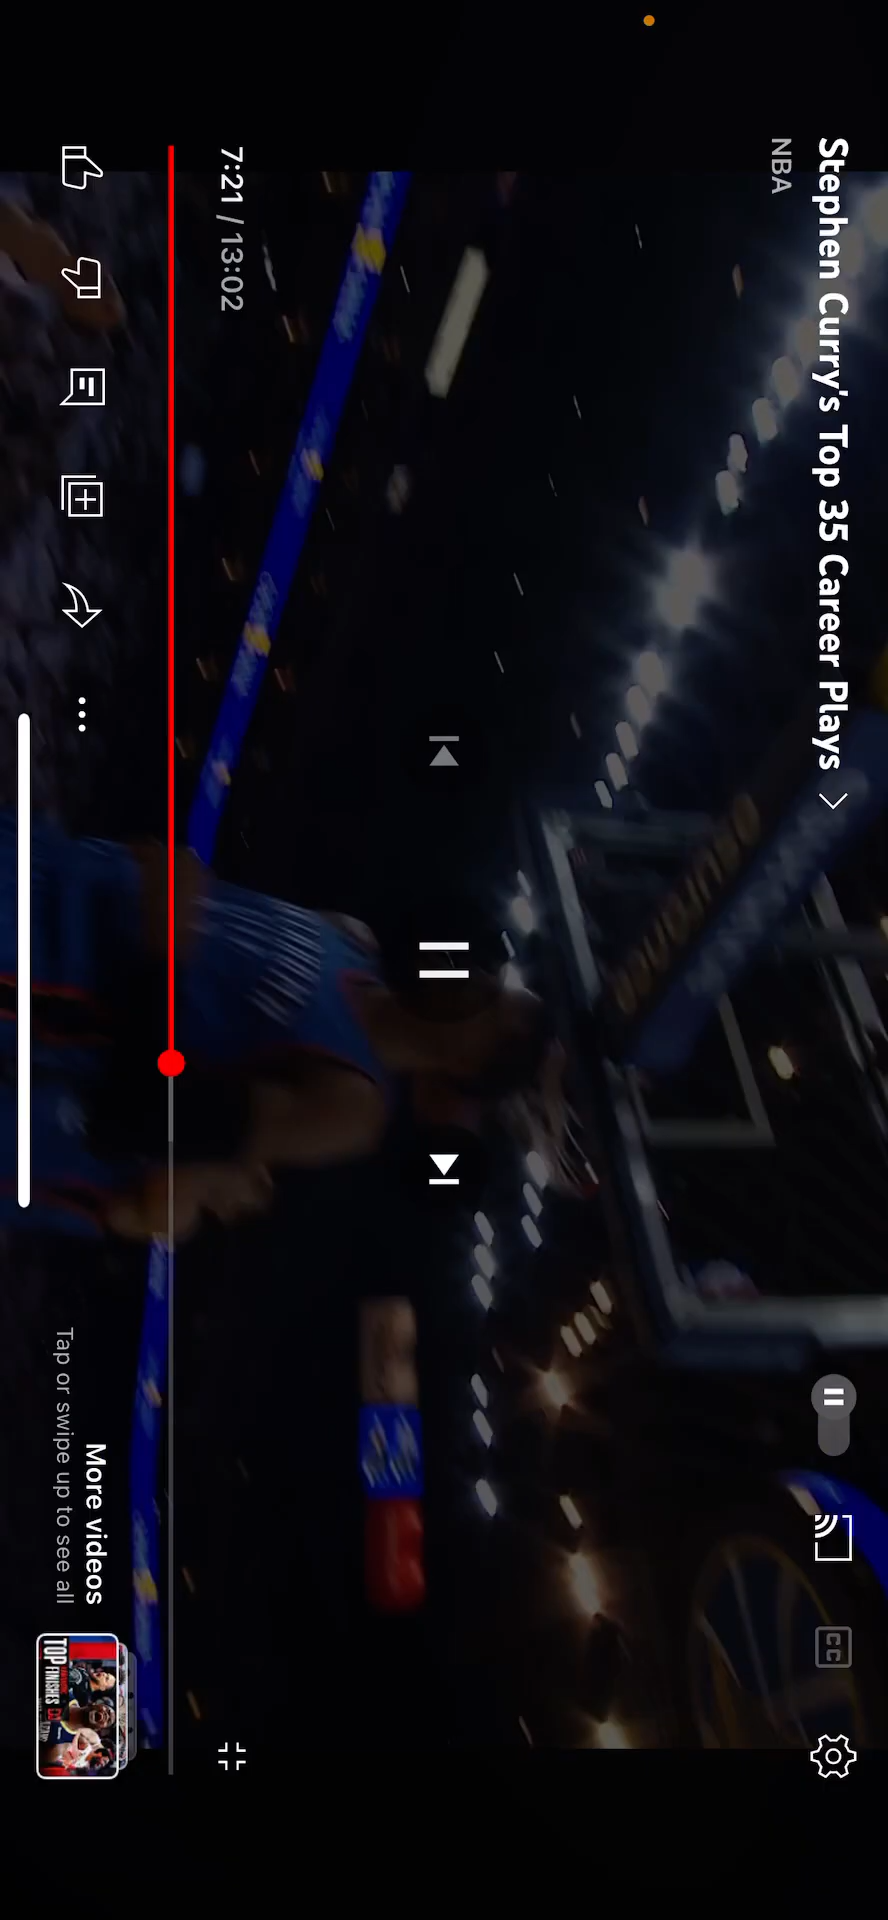 Stephen Curry's Top 35 Career Plays
NBA
CC
7:21 / 13:02
More videos
Tap or swipe up to see all
TOP
FINISHES